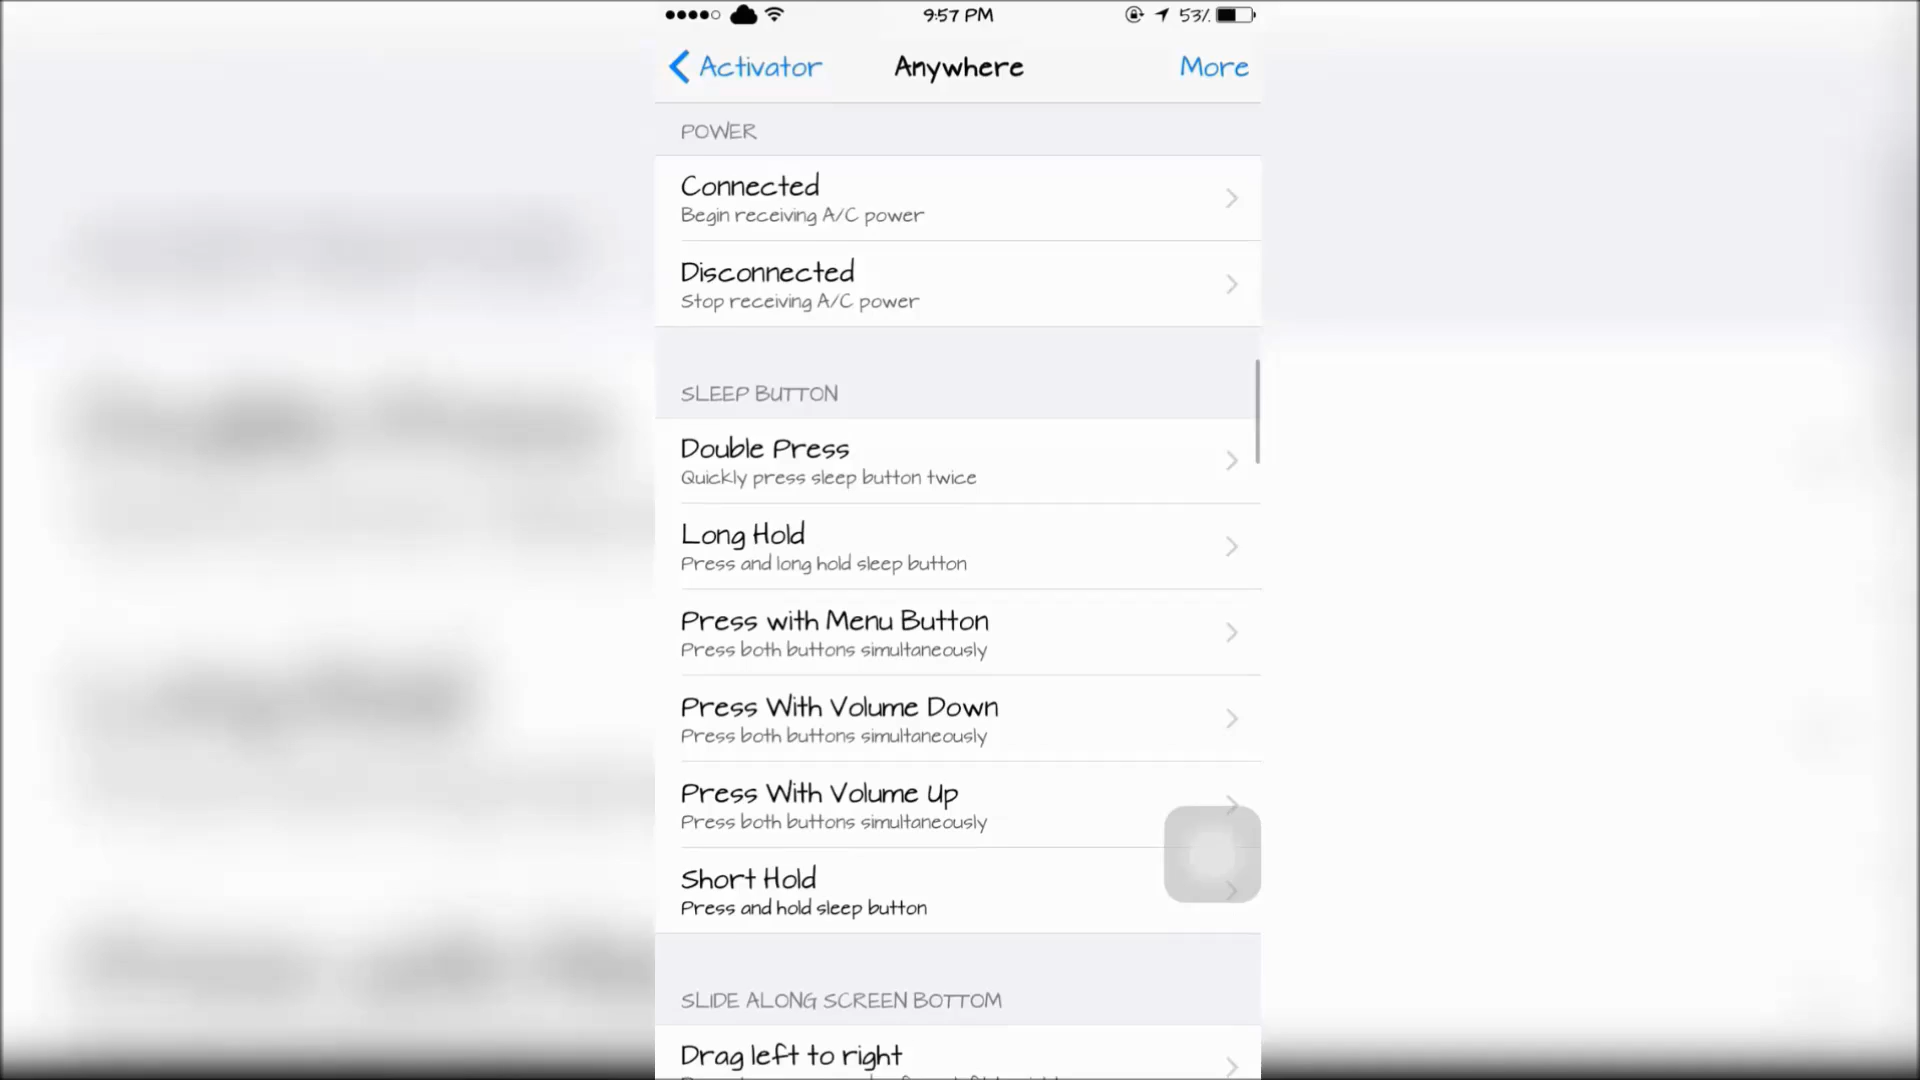 9:57 PM 53%
Activator Anywhere More
POWER
Connected
Begin receiving A/C power
Disconnected
Stop receiving A/C power
SLEEP BUTTON
Double Press
Quickly press sleep button twice
Long Hold
Press and long hold sleep button
Press with Menu Button
Press both buttons simultaneously
Press With Volume Down
Press both buttons simultaneously
Press With Volume Up
Press both buttons simultaneously
Short Hold
Press and hold sleep button
SLIDE ALONG SCREEN BOTTOM
Drag left to right